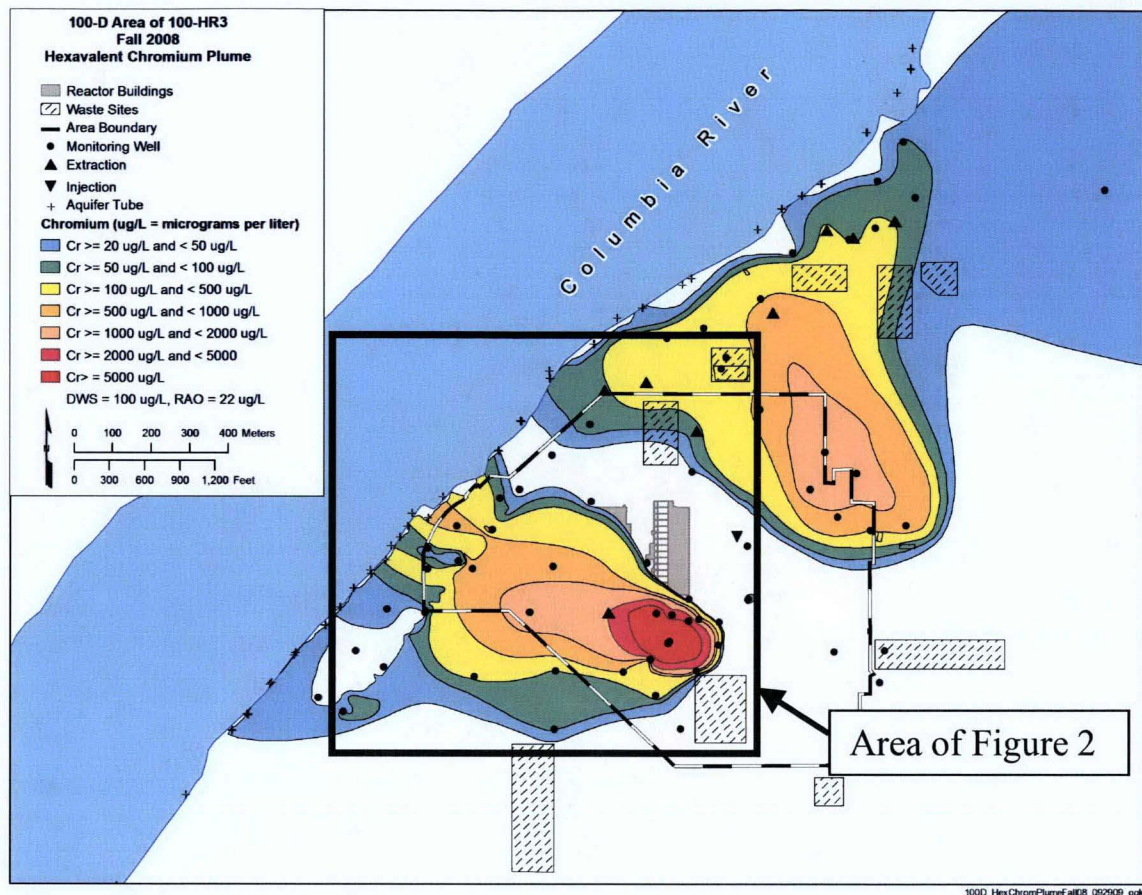 100-D Area of 100-HR3
Fall 2008
Hexavalent Chromium Plume
Reactor Buildings
Waste Sites
Area Boundary
Monitoring Well
Extraction
Injection
Aquifer Tube
Chromium (ug/L = micrograms per liter)
Cr >= 20 ug/L and < 50 ug/L
Cr >= 50 ug/L and < 100 ug/L
Cr >= 100 ug/L and < 500 ug/L
Cr >= 500 ug/L and < 1000 ug/L
Cr >= 1000 ug/L and < 2000 ug/L
Cr >= 2000 ug/L and < 5000
Cr> = 5000 ug/L
DWS = 100 ug/L, RAO = 22 ug/L
0 100 200 300 400 Meters
0 300 600 900 1,200 Feet
Columbia River
Area of Figure 2